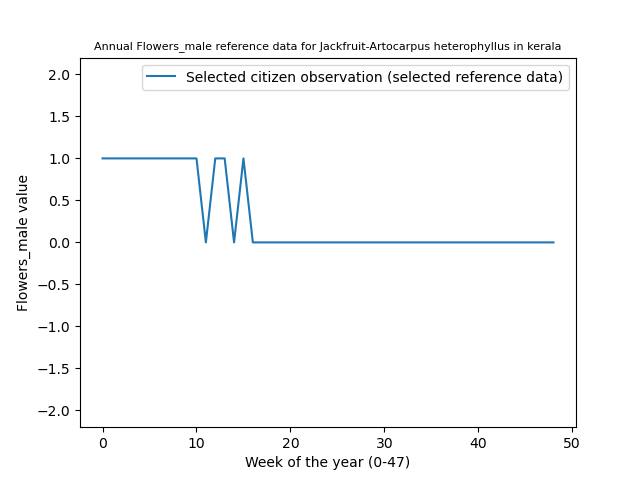 Annual Flowers_male reference data for Jackfruit-Artocarpus heterophyllus in kerala
Selected citizen observation (selected reference data)
2.0
1.5
1.0
0.5
0.0
−0.5
−1.0
−1.5
−2.0
Flowers_male value
0 10 20 30 40 50
Week of the year (0-47)